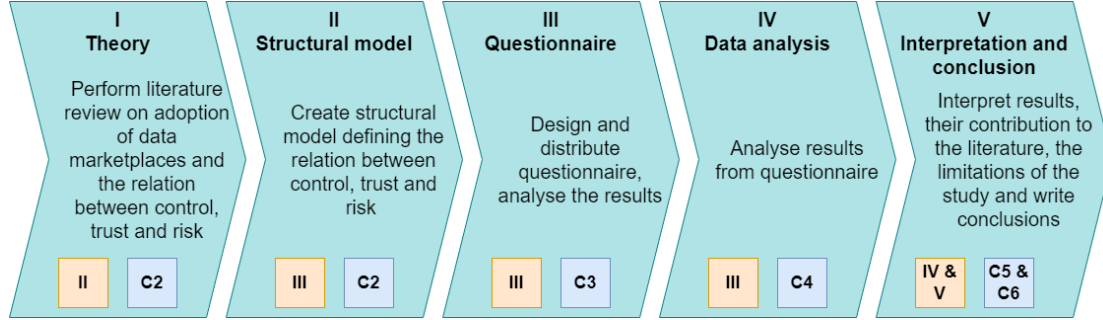 I
Theory
Perform literature
review on adoption
of data
marketplaces and
the relation
between control,
trust and risk
II
C2
II
Structural model
Create structural
model defining the
relation between
control, trust and
risk
III
C2
III
Questionnaire
Design and
distribute
questionnaire,
analyse the results
III
C3
IV
Data analysis
Analyse results
from questionnaire
III
C4
V
Interpretation and
conclusion
Interpret results,
their contribution to
the literature, the
limitations of the
study and write
conclusions
IV &
V
C5 &
C6